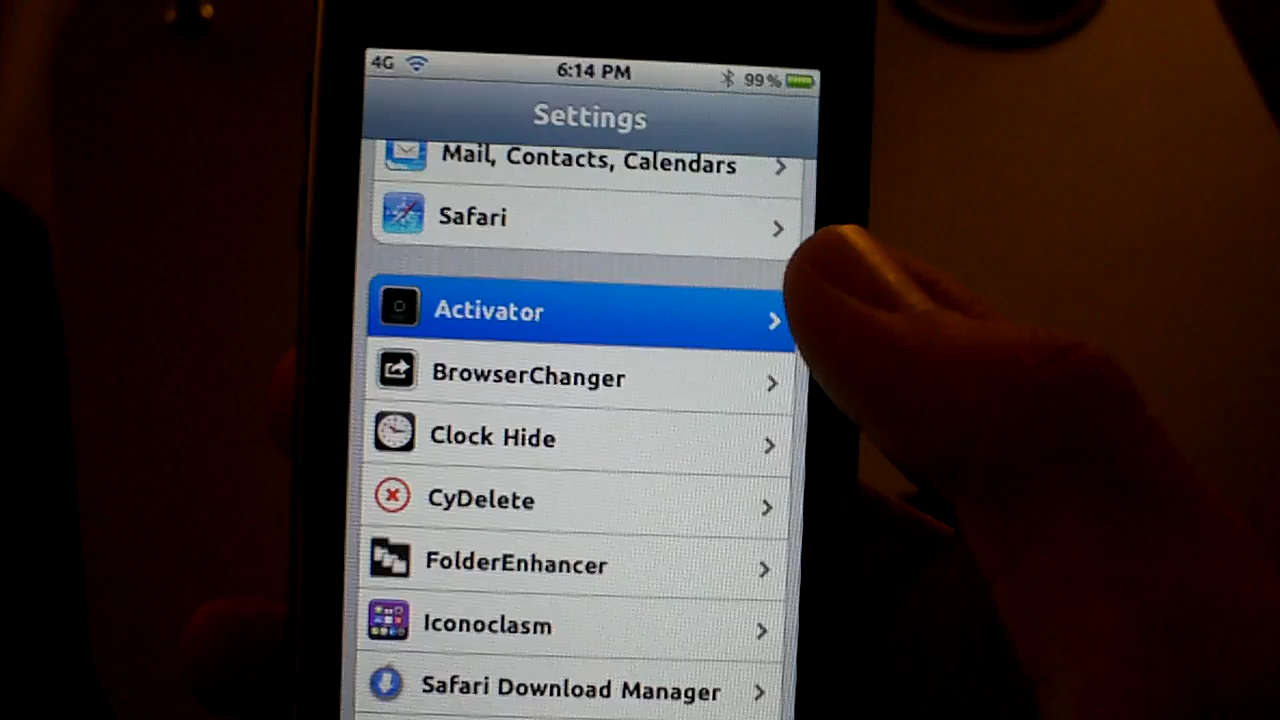 4G 6:14 PM 99%
Settings
Mail, Contacts, Calendars
Safari
Activator
BrowserChanger
Clock Hide
CyDelete
FolderEnhancer
Iconoclasm
Safari Download Manager